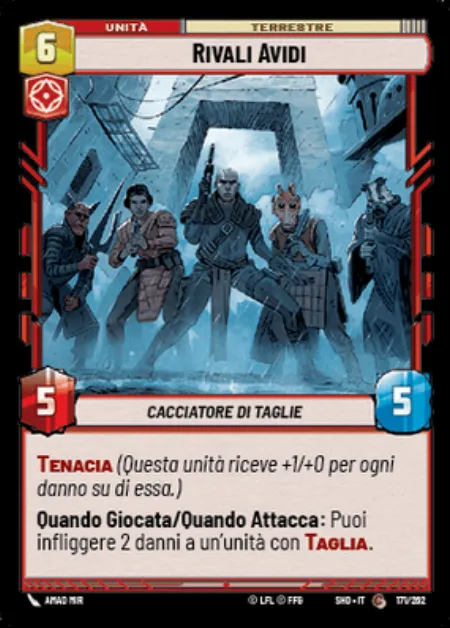 UNITÀ
TERRESTRE
6
RIVALI AVIDI
5
5
CACCIATORE DI TAGLIE
TENACIA (Questa unità riceve +1/+0 per ogni
danno su di essa.)
Quando Giocata/Quando Attacca: Puoi
infliggere 2 danni a un'unità con TAGLIA.
AMAD MIR
© LFL © FFG
SHD • IT
C
171/262